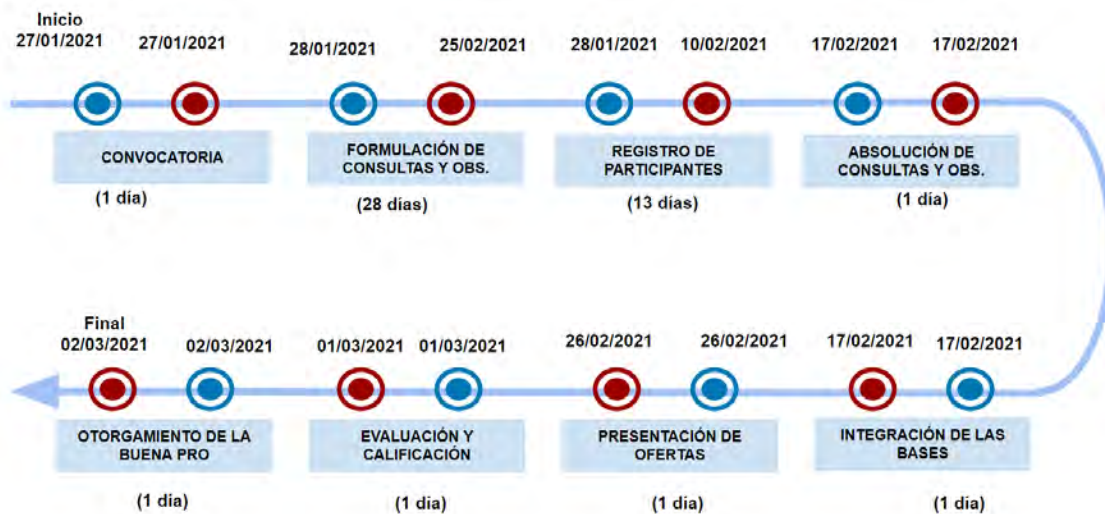 Inicio
27/01/2021
27/01/2021
28/01/2021
25/02/2021
28/01/2021
10/02/2021
17/02/2021
17/02/2021
CONVOCATORIA
(1 día)
FORMULACIÓN DE
CONSULTAS Y OBS.
(28 días)
REGISTRO DE
PARTICIPANTES
(13 días)
ABSOLUCIÓN DE
CONSULTAS Y OBS.
(1 día)
Final
02/03/2021
02/03/2021
01/03/2021
01/03/2021
26/02/2021
26/02/2021
17/02/2021
17/02/2021
OTORGAMIENTO DE LA
BUENA PRO
(1 día)
EVALUACIÓN Y
CALIFICACIÓN
(1 día)
PRESENTACIÓN DE
OFERTAS
(1 día)
INTEGRACIÓN DE LAS
BASES
(1 día)